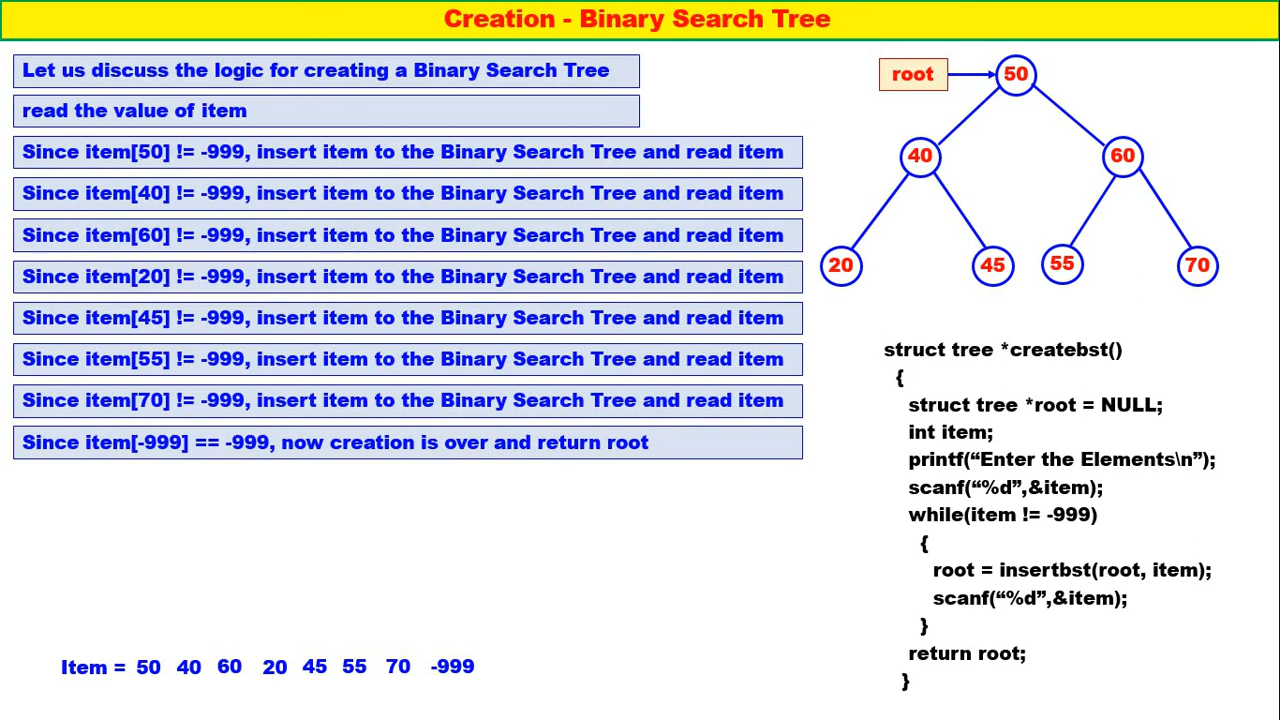 Creation - Binary Search Tree
Let us discuss the logic for creating a Binary Search Tree
read the value of item
Since item[50] != -999, insert item to the Binary Search Tree and read item
Since item[40] != -999, insert item to the Binary Search Tree and read item
Since item[60] != -999, insert item to the Binary Search Tree and read item
Since item[20] != -999, insert item to the Binary Search Tree and read item
Since item[45] != -999, insert item to the Binary Search Tree and read item
Since item[55] != -999, insert item to the Binary Search Tree and read item
Since item[70] != -999, insert item to the Binary Search Tree and read item
Since item[-999] == -999, now creation is over and return root
Item = 50 40 60 20 45 55 70 -999
root 50
40 60
20 45 55 70
struct tree *createbst()
{
struct tree *root = NULL;
int item;
printf(“Enter the Elements\n”);
scanf(“%d”,&item);
while(item != -999)
{
root = insertbst(root, item);
scanf(“%d”,&item);
}
return root;
}